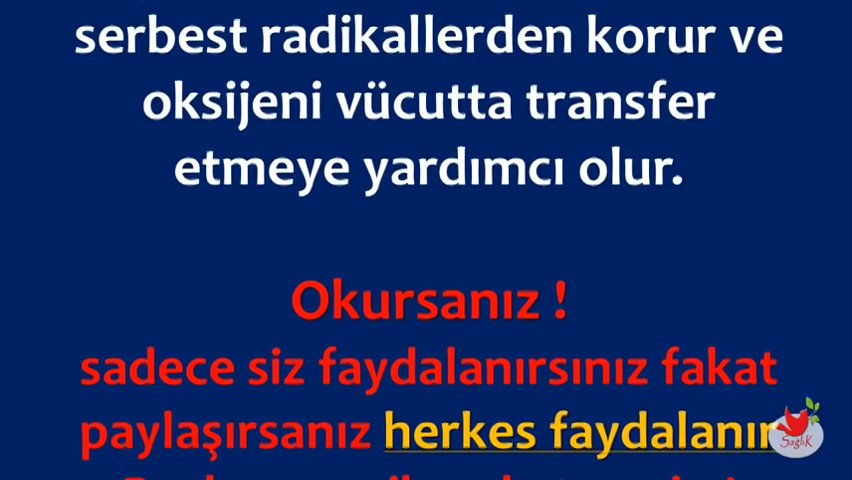 serbest radikallerden korur ve
oksijeni vücutta transfer
etmeye yardımcı olur.
Okursanız !
sadece siz faydalanırsınız fakat
paylaşırsanız herkes faydalanır
Sağlık